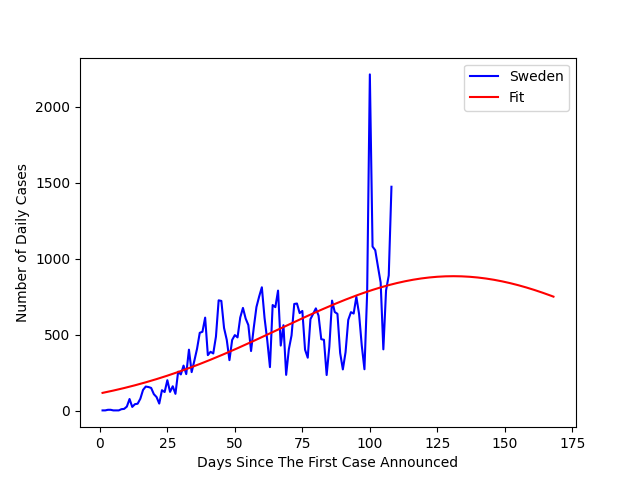 Sweden
Fit
2000
1500
1000
500
0
0 25 50 75 100 125 150 175
Number of Daily Cases
Days Since The First Case Announced